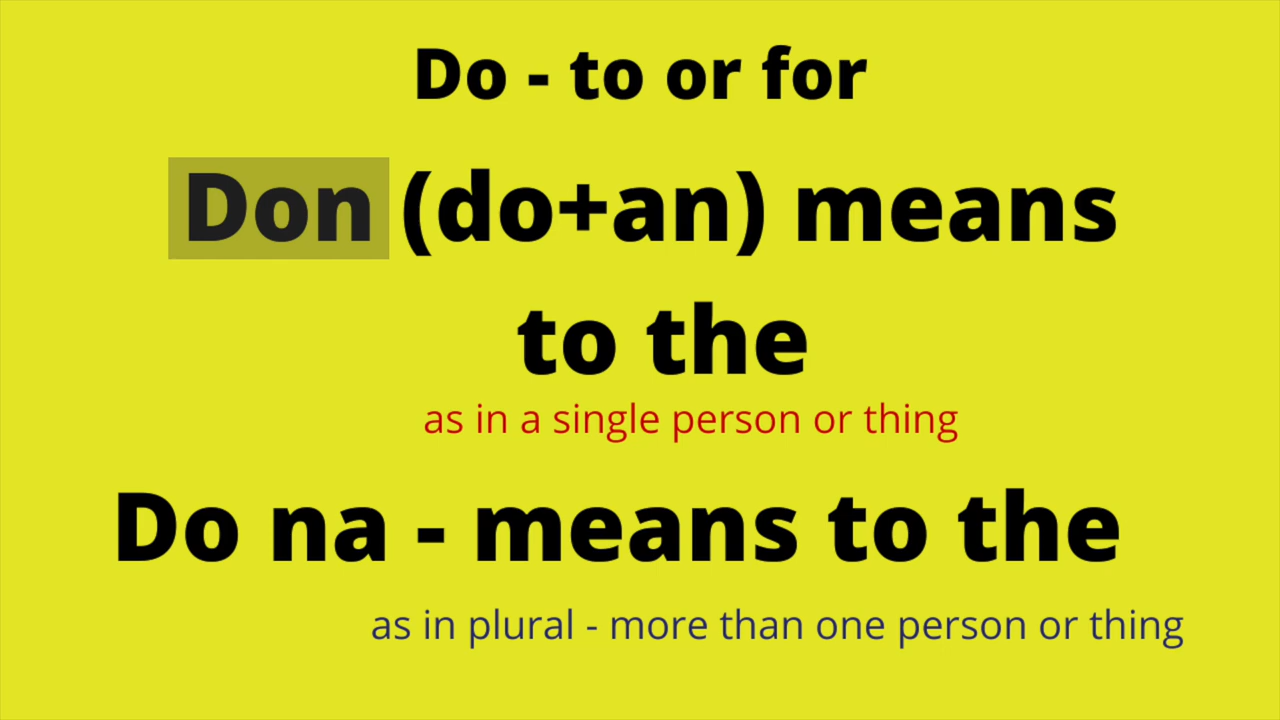 Do - to or for
Don (do+an) means
to the
as in a single person or thing
Do na - means to the
as in plural - more than one person or thing